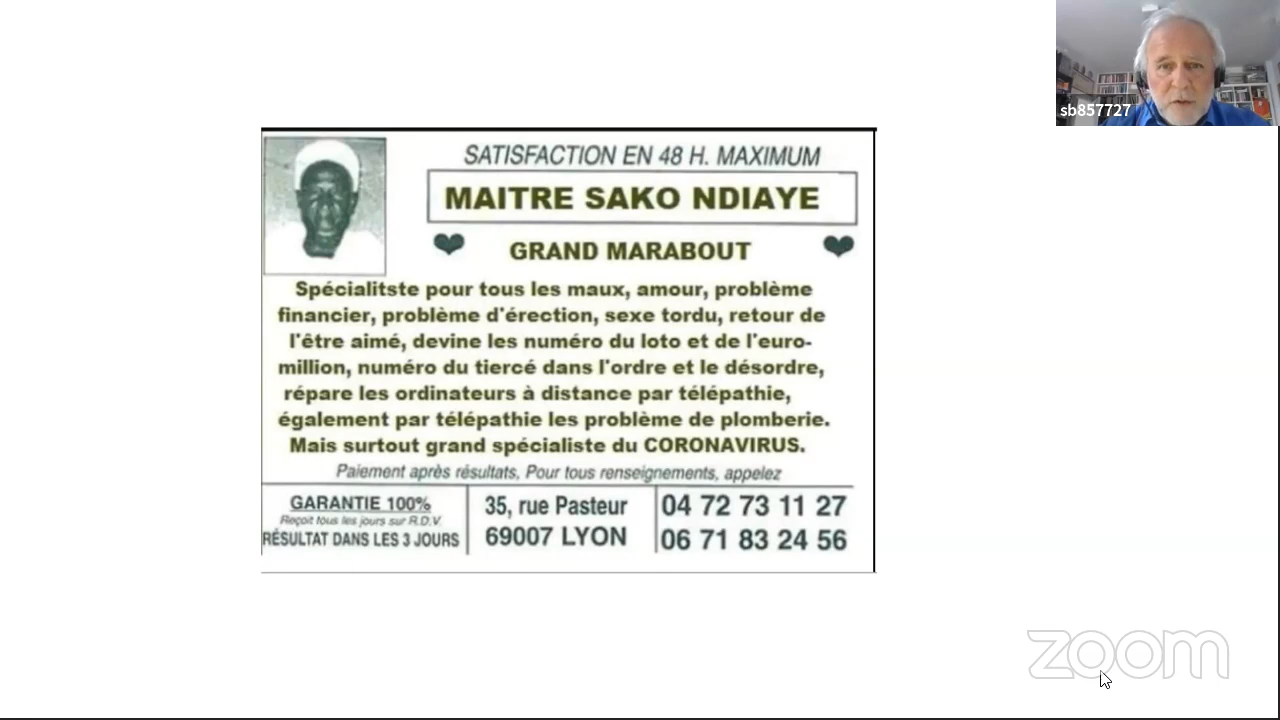 sb857727
SATISFACTION EN 48 H. MAXIMUM
MAITRE SAKO NDIAYE
GRAND MARABOUT
Spécialitste pour tous les maux, amour, problème
financier, problème d'érection, sexe tordu, retour de
l'être aimé, devine les numéro du loto et de l'euro-
million, numéro du tiercé dans l'ordre et le désordre,
répare les ordinateurs à distance par télépathie,
également par télépathie les problème de plomberie.
Mais surtout grand spécialiste du CORONAVIRUS.
Paiement après résultats, Pour tous renseignements, appelez
GARANTIE 100%
Reçoit tous les jours sur R.D.V.
RÉSULTAT DANS LES 3 JOURS
35, rue Pasteur
69007 LYON
04 72 73 11 27
06 71 83 24 56
zoom